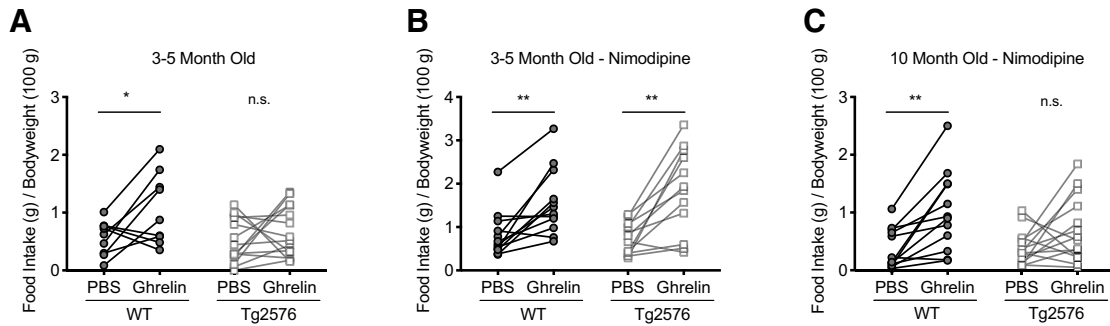 A
3-5 Month Old
Food Intake (g) / Bodyweight (100 g)
3
2
1
0
*
n.s.
PBS Ghrelin PBS Ghrelin
WT Tg2576
B
3-5 Month Old - Nimodipine
Food Intake (g) / Bodyweight (100 g)
4
3
2
1
0
**
**
PBS Ghrelin PBS Ghrelin
WT Tg2576
C
10 Month Old - Nimodipine
Food Intake (g) / Bodyweight (100 g)
3
2
1
0
**
n.s.
PBS Ghrelin PBS Ghrelin
WT Tg2576